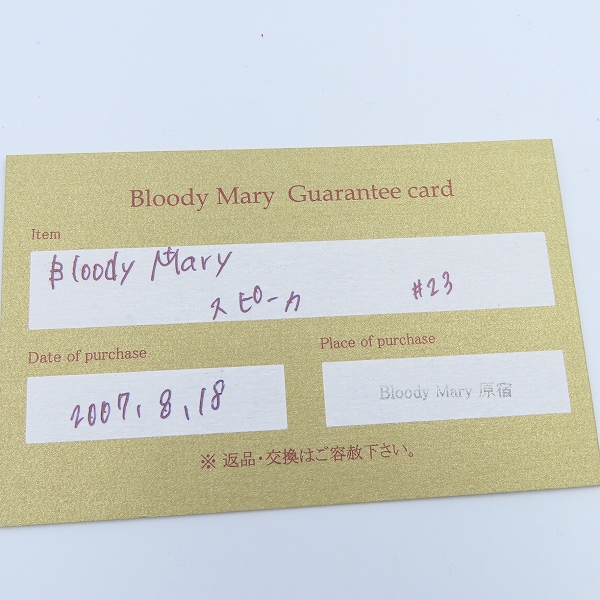 Bloody Mary Guarantee card
Item
Bloody Mary
スピーカ #23
Date of purchase
Place of purchase
2007.8.18
Bloody Mary 原宿
※ 返品・交換はご容赦下さい。